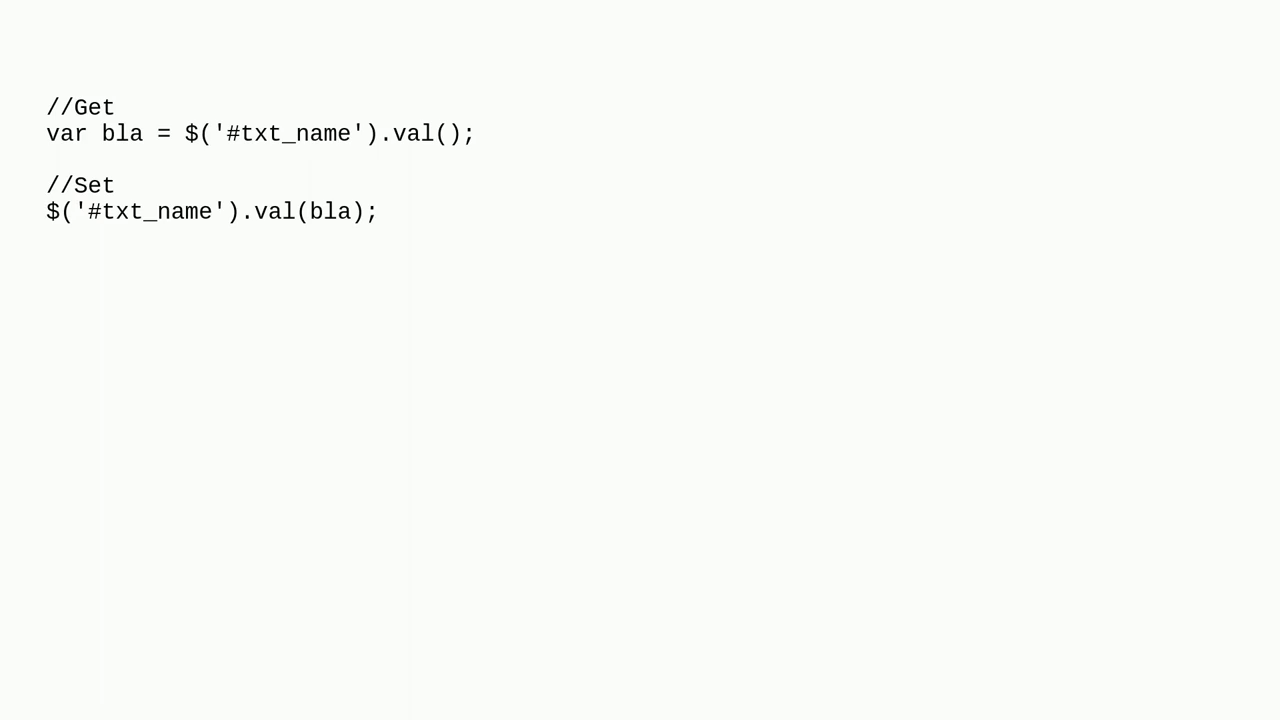 //Get
var bla = $('#txt_name').val();
//Set
$('#txt_name').val(bla);